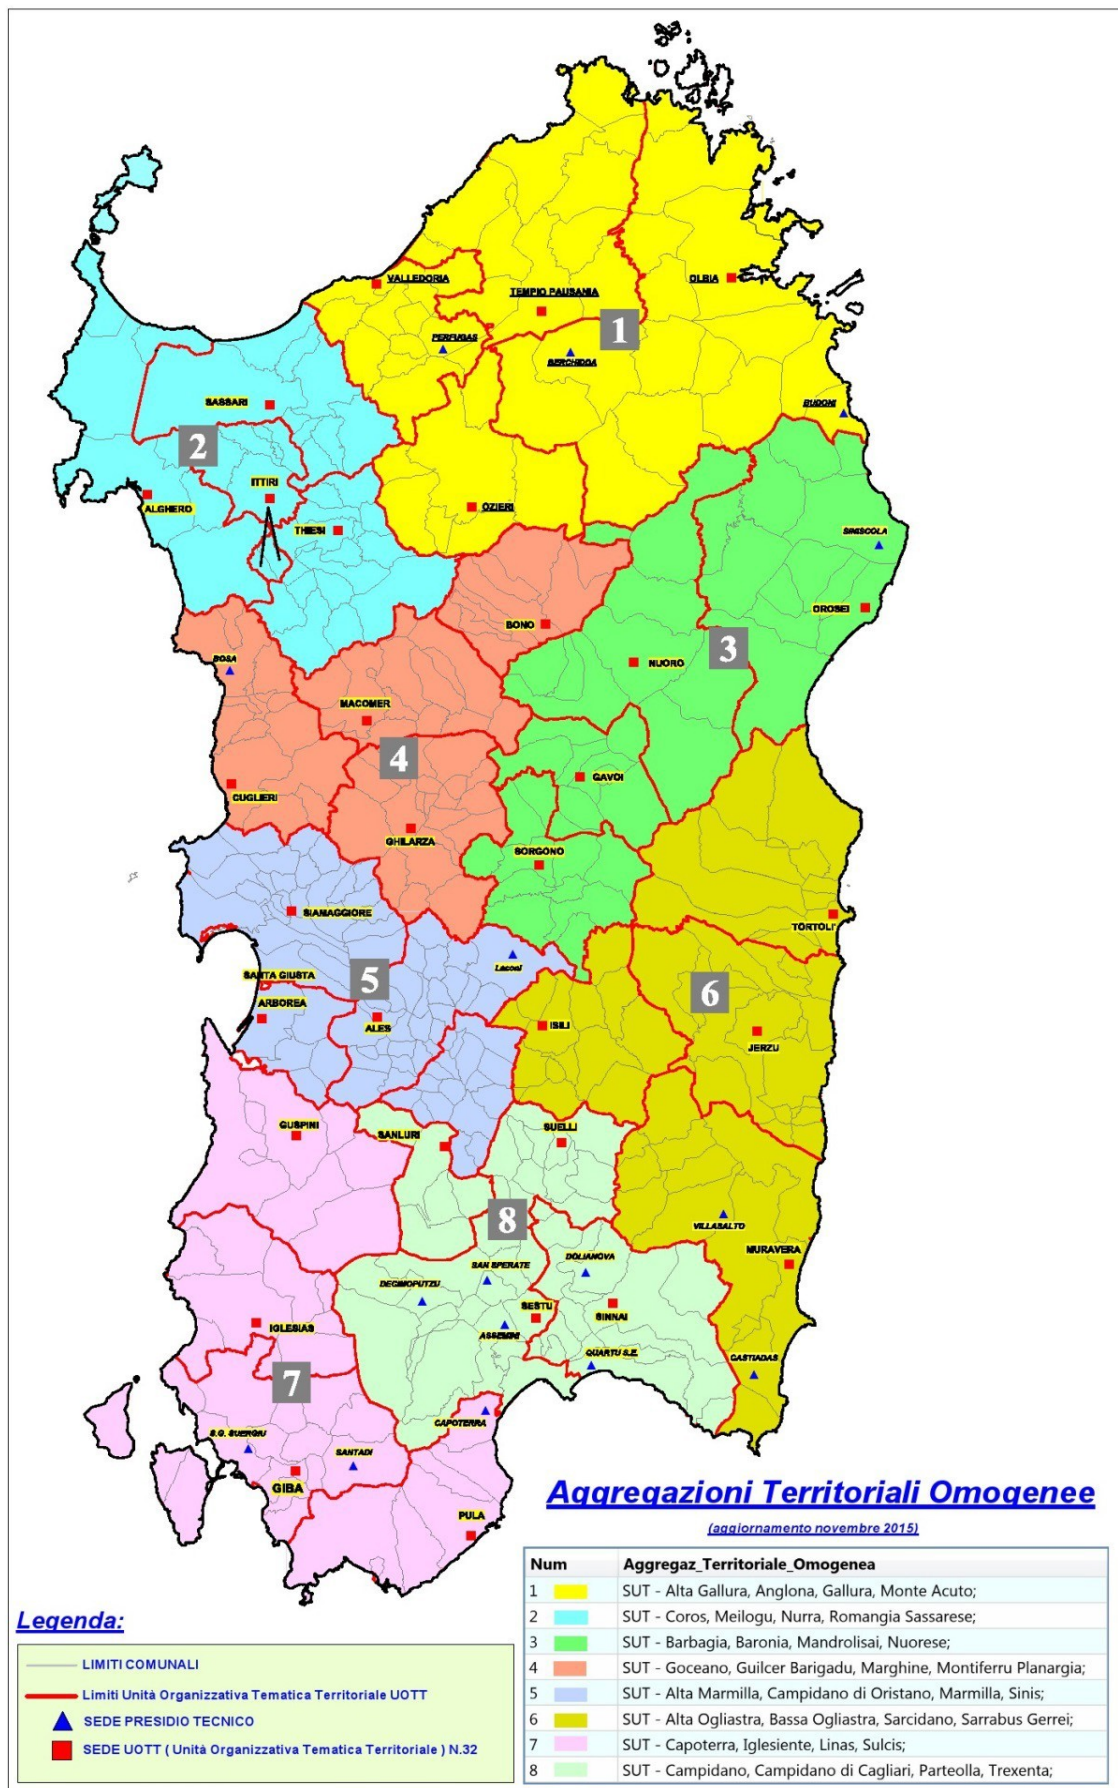 VALLEDORIA
TEMPIO PAUSANIA
OLBIA
1
PERFUGAS
BERCHIDDA
BUDONI
SASSARI
2
ITTIRI
ALGHERO
OZIERI
THIESI
SINISCOLA
OROSEI
BONO
3
NUORO
BOSA
MACOMER
4
GAVOI
CUGLIERI
GHILARZA
SORGONO
SIAMAGGIORE
TORTOLI'
Laconi
SANTA GIUSTA
5
6
ARBOREA
ALES
ISILI
JERZU
GUSPINI
SANLURI
SUELLI
8
VILLASALTO
MURAVERA
DOLIANOVA
SAN SPERATE
DECIMOPUTZU
SESTU
SINNAI
ASSEMINI
IGLESIAS
QUARTU S.E.
CASTIADAS
7
CAPOTERRA
S.G. SUERGIU
SANTADI
GIBA
PULA
Aggregazioni Territoriali Omogenee
(aggiornamento novembre 2015)
Num Aggregaz_Territoriale_Omogenea
1 SUT - Alta Gallura, Anglona, Gallura, Monte Acuto;
2 SUT - Coros, Meilogu, Nurra, Romangia Sassarese;
3 SUT - Barbagia, Baronia, Mandrolisai, Nuorese;
4 SUT - Goceano, Guilcer Barigadu, Marghine, Montiferru Planargia;
5 SUT - Alta Marmilla, Campidano di Oristano, Marmilla, Sinis;
6 SUT - Alta Ogliastra, Bassa Ogliastra, Sarcidano, Sarrabus Gerrei;
7 SUT - Capoterra, Iglesiente, Linas, Sulcis;
8 SUT - Campidano, Campidano di Cagliari, Parteolla, Trexenta;
Legenda:
LIMITI COMUNALI
Limiti Unità Organizzativa Tematica Territoriale UOTT
SEDE PRESIDIO TECNICO
SEDE UOTT ( Unità Organizzativa Tematica Territoriale ) N.32